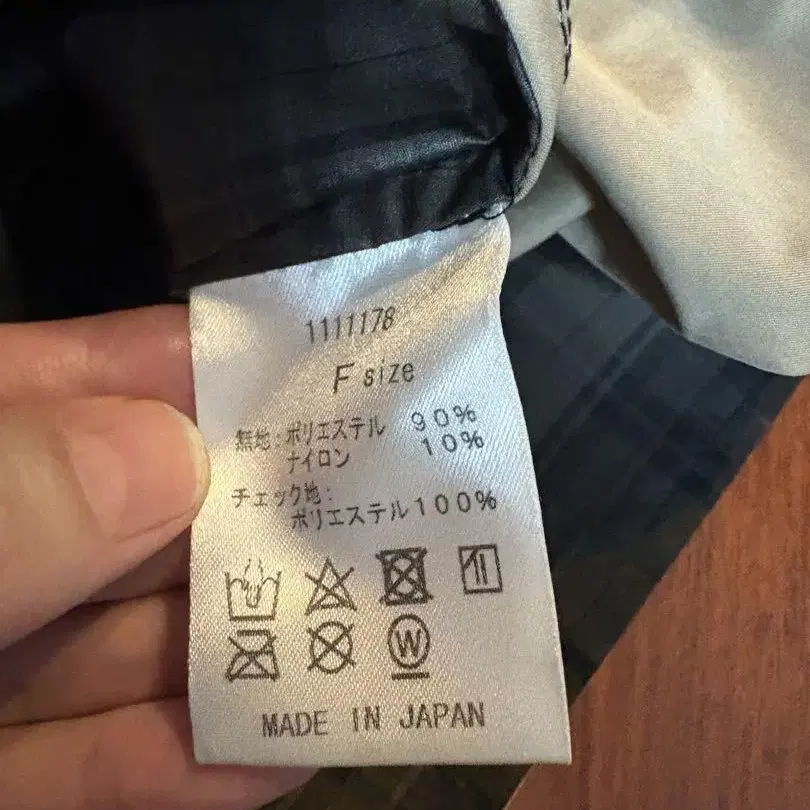 1111178
F size
無地：ポリエステル 90%
ナイロン 10%
チェック地：
ポリエステル100%
W
MADE IN JAPAN